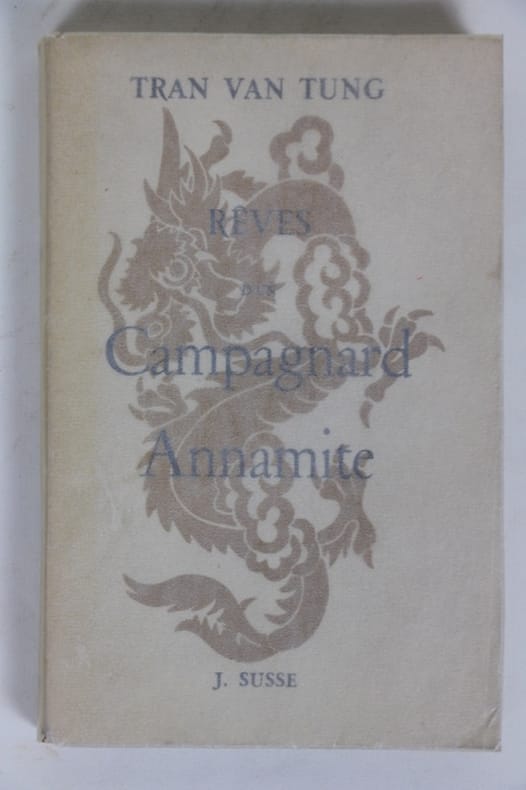 TRAN VAN TUNG
RÊVES
D'UN
Campagnard
Annamite
J. SUSSE